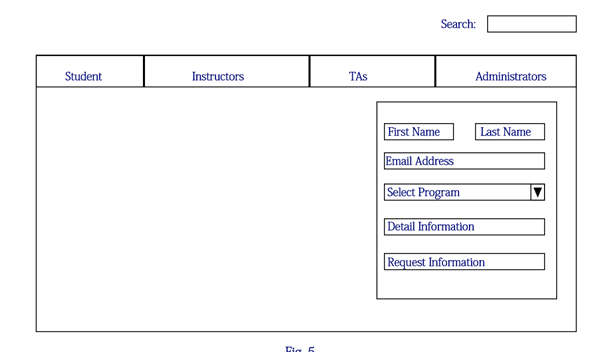 Search:
Student Instructors TAs Administrators
First Name Last Name
Email Address
Select Program
Detail Information
Request Information
Fig. 5